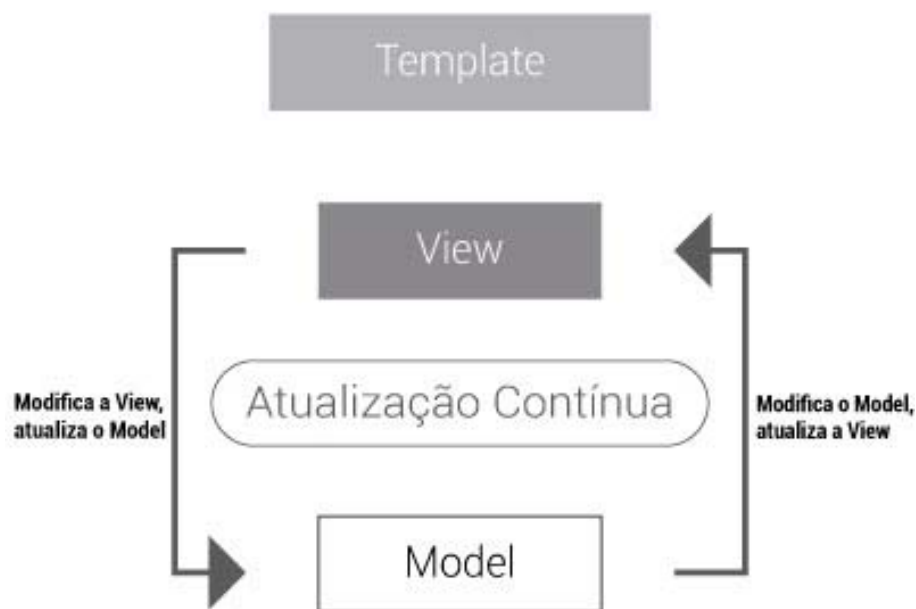 Template
View
Atualização Contínua
Modifica a View,
atualiza o Model
Modifica o Model,
atualiza a View
Model